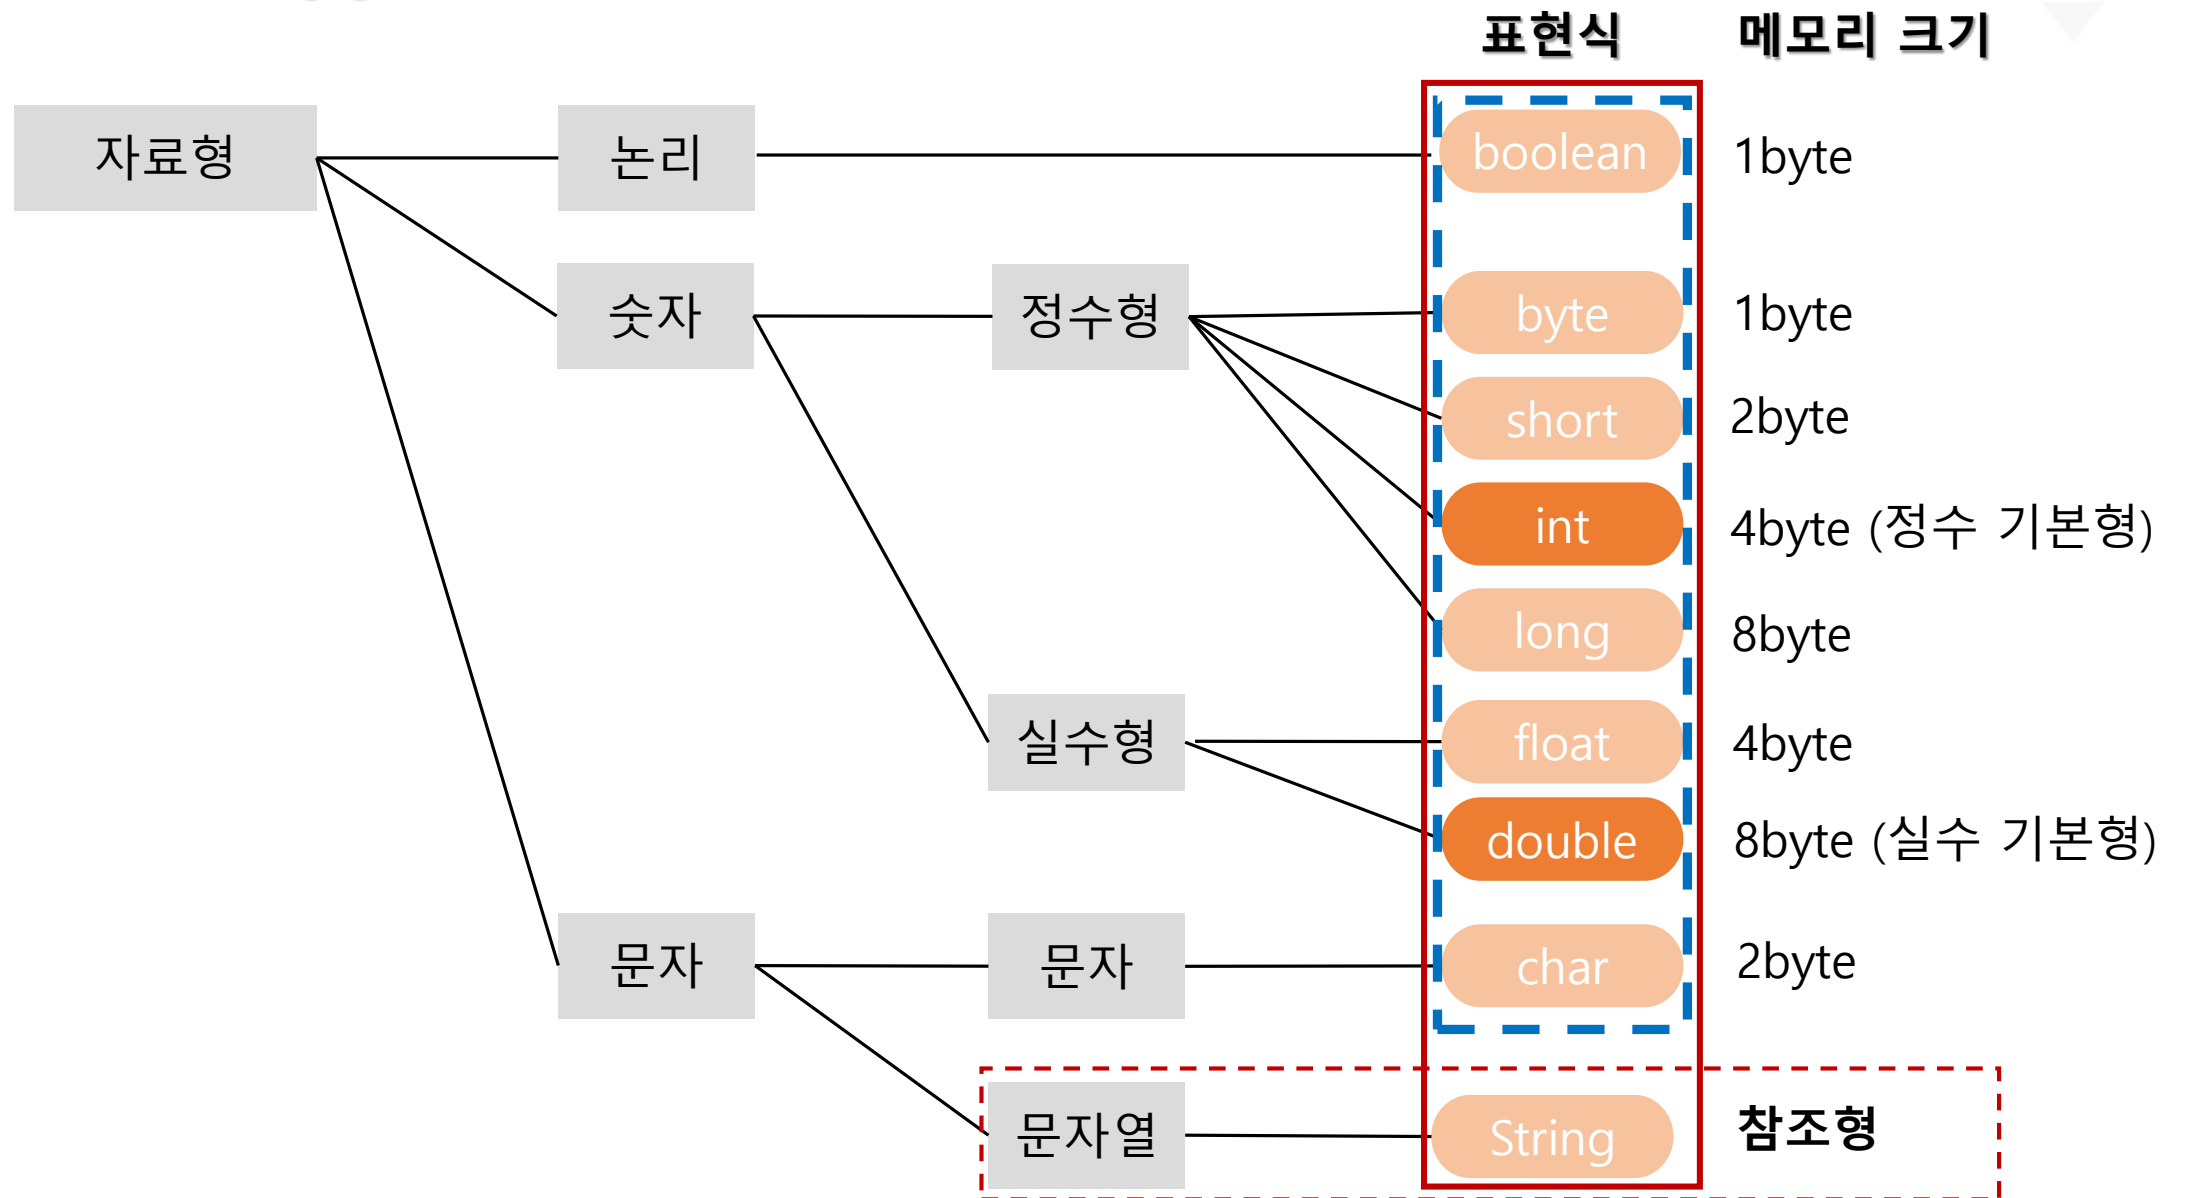 표현식 메모리 크기
자료형 논리 boolean 1byte
숫자 정수형 byte 1byte
short 2byte
int 4byte (정수 기본형)
long 8byte
실수형 float 4byte
double 8byte (실수 기본형)
문자 문자 char 2byte
문자열 String 참조형